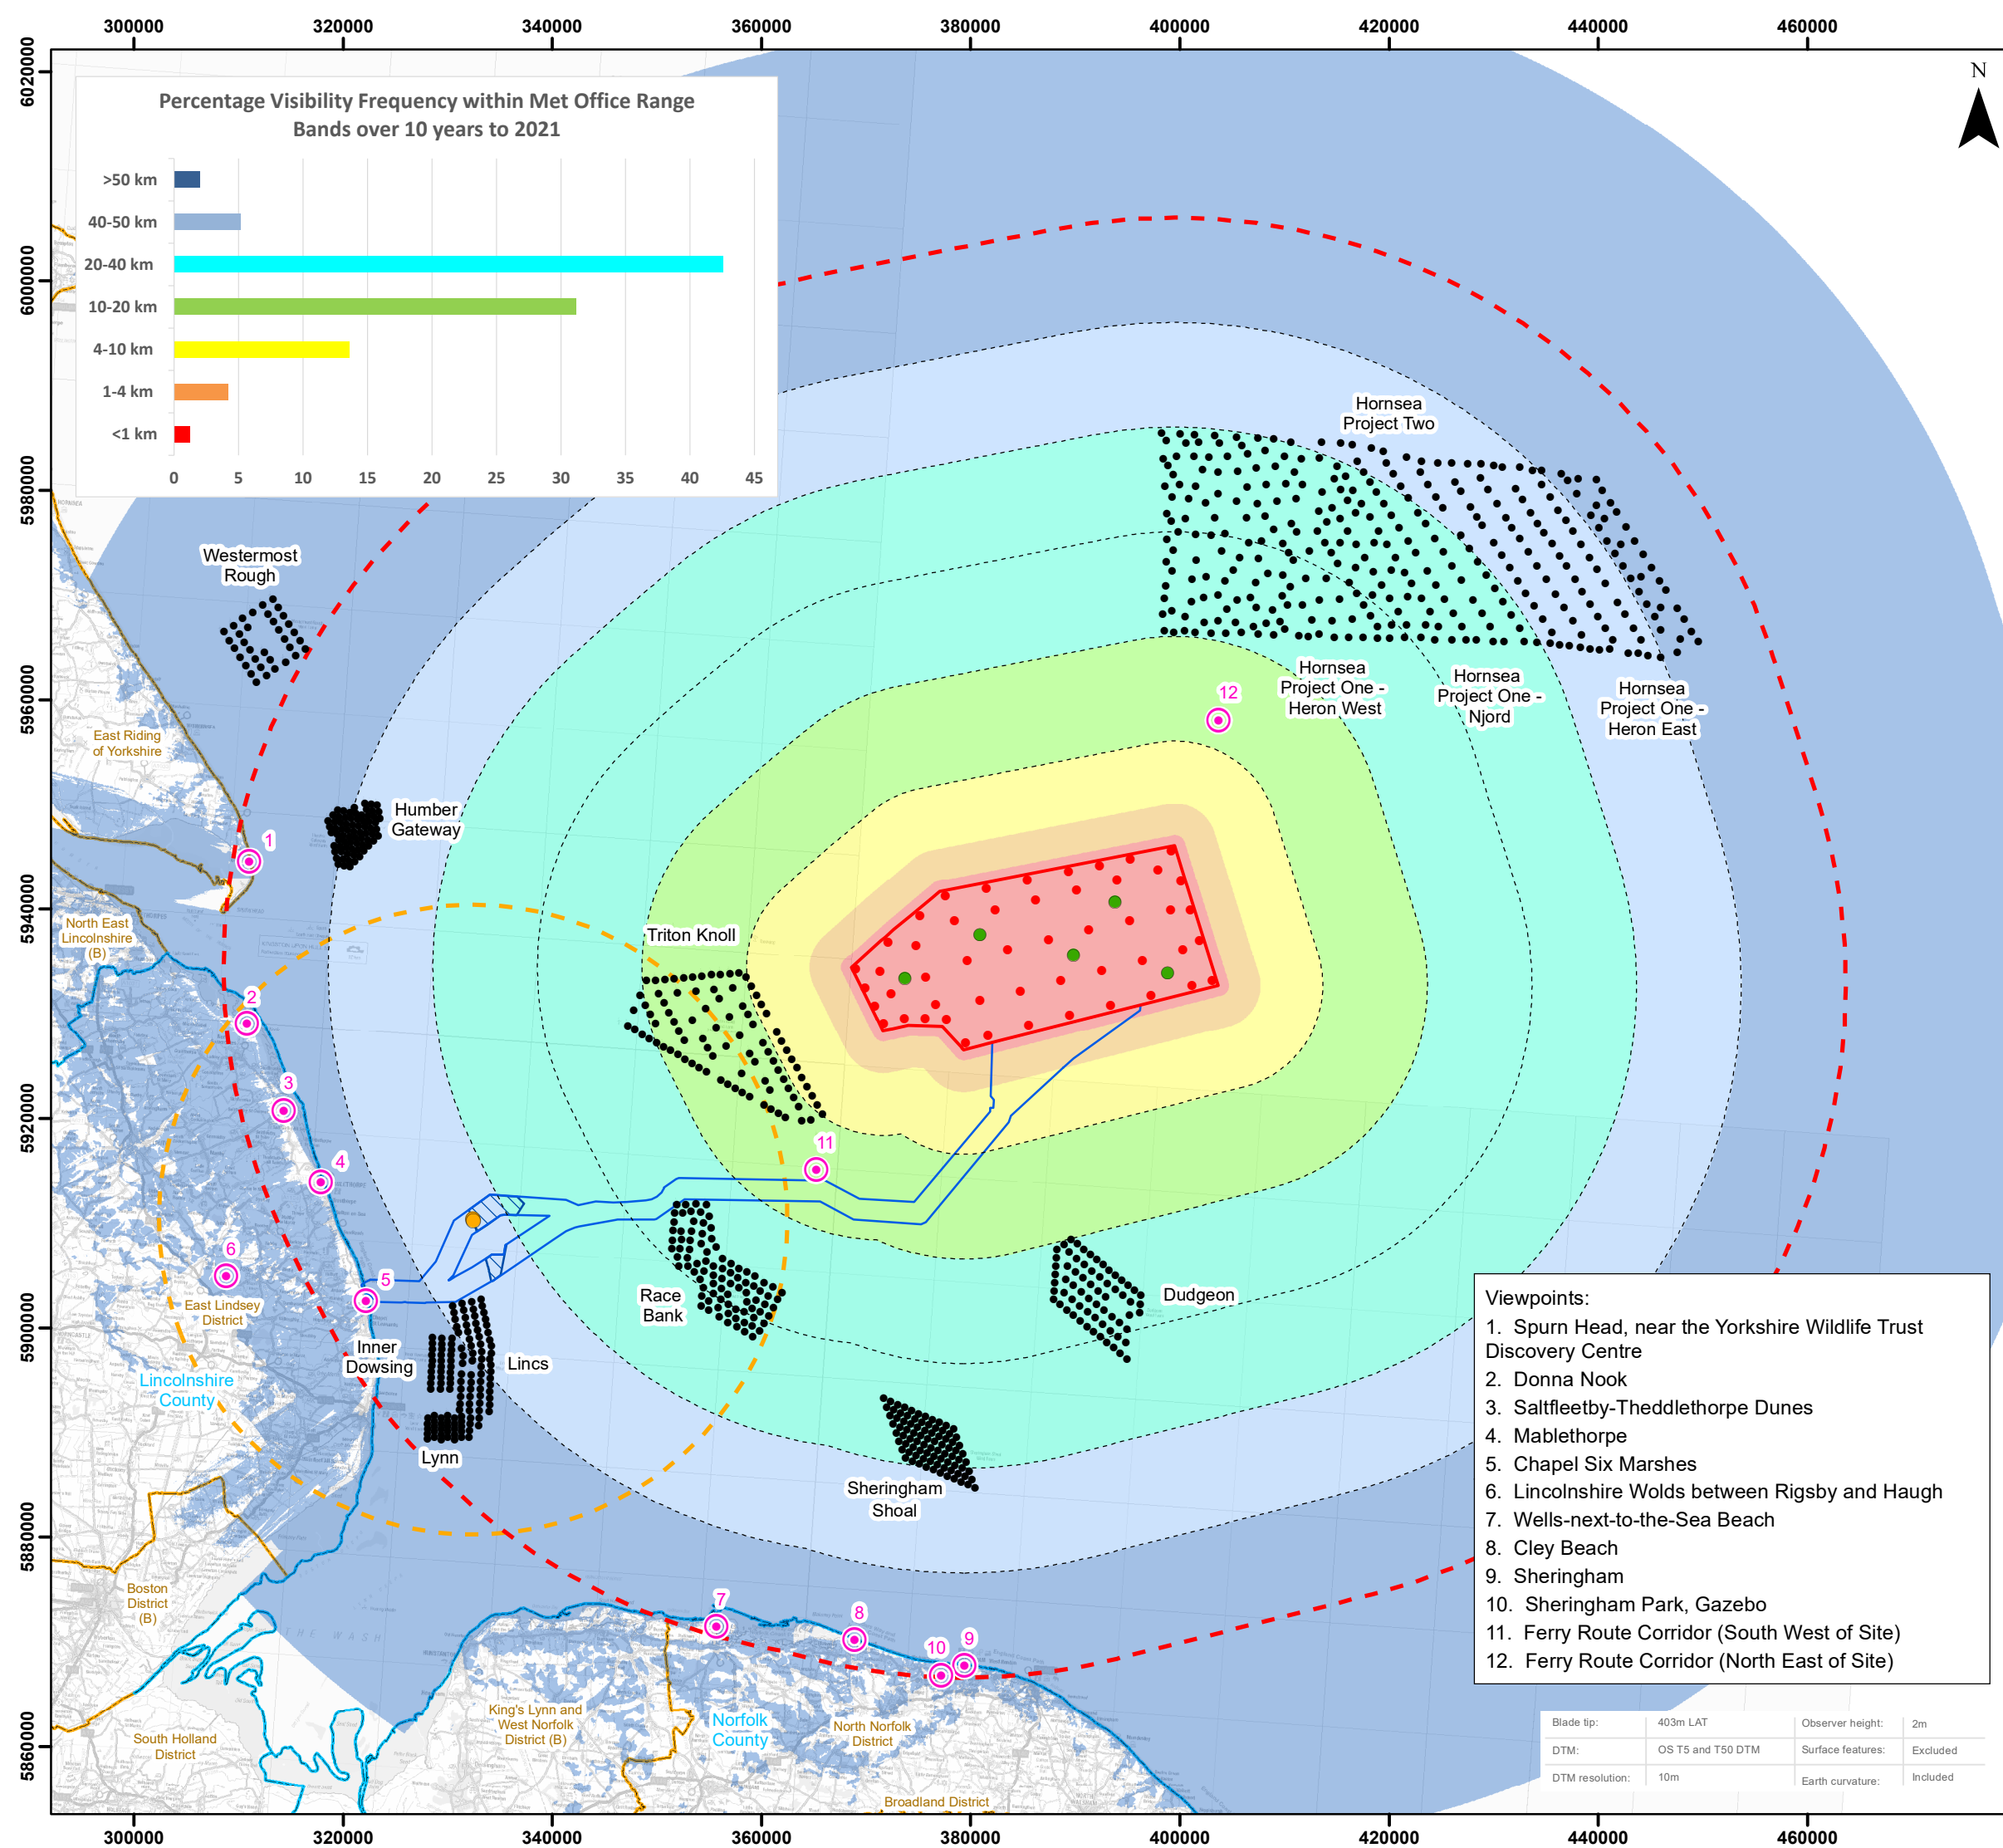 300000 320000 340000 360000 380000 400000 420000 440000 460000
6020000
6000000
5980000
5960000
5940000
5920000
5900000
5880000
5860000
N
Percentage Visibility Frequency within Met Office Range
Bands over 10 years to 2021
>50 km
40-50 km
20-40 km
10-20 km
4-10 km
1-4 km
<1 km
0 5 10 15 20 25 30 35 40 45
Hornsea
Project Two
Westermost
Rough
Hornsea
Project One -
Heron West
Hornsea
Project One -
Njord
Hornsea
Project One -
Heron East
12
East Riding
of Yorkshire
Humber
Gateway
1
North East
Lincolnshire
(B)
Triton Knoll
2
3
4
11
6
5
East Lindsey
District
Race
Bank
Dudgeon
Inner
Dowsing
Lincs
Lincolnshire
County
Lynn
Sheringham
Shoal
Boston
District
(B)
THE WASH
7
8
10
9
King's Lynn and
West Norfolk
District (B)
Norfolk
County
North Norfolk
District
South Holland
District
Broadland District
Viewpoints:
1. Spurn Head, near the Yorkshire Wildlife Trust
Discovery Centre
2. Donna Nook
3. Saltfleetby-Theddlethorpe Dunes
4. Mablethorpe
5. Chapel Six Marshes
6. Lincolnshire Wolds between Rigsby and Haugh
7. Wells-next-to-the-Sea Beach
8. Cley Beach
9. Sheringham
10. Sheringham Park, Gazebo
11. Ferry Route Corridor (South West of Site)
12. Ferry Route Corridor (North East of Site)
Blade tip: 403m LAT Observer height: 2m
DTM: OS T5 and T50 DTM Surface features: Excluded
DTM resolution: 10m Earth curvature: Included
300000 320000 340000 360000 380000 400000 420000 440000 460000